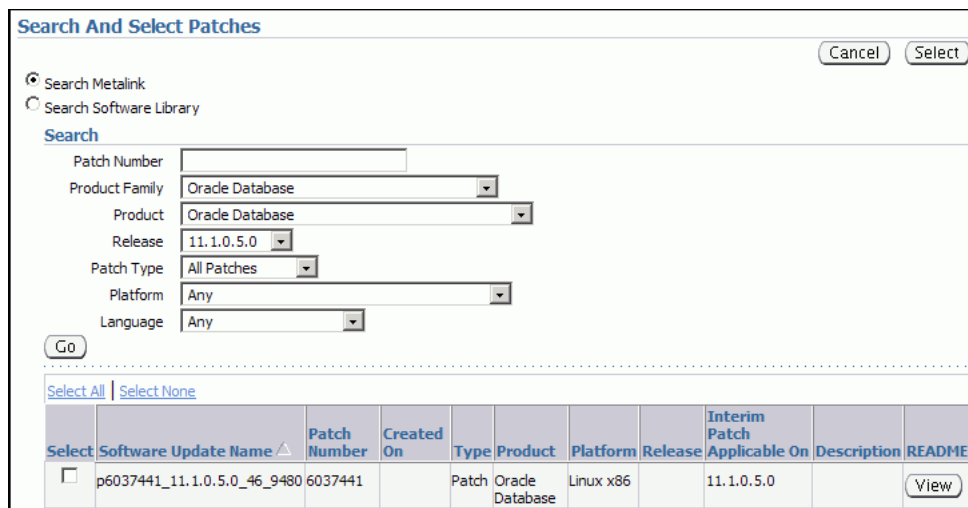 Search And Select Patches
Cancel Select
Search Metalink
Search Software Library
Search
Patch Number
Product Family Oracle Database
Product Oracle Database
Release 11.1.0.5.0
Patch Type All Patches
Platform Any
Language Any
Go
Select All | Select None
Select Software Update Name Patch Number Created On Type Product Platform Release Interim Patch Applicable On Description README
p6037441_11.1.0.5.0_46_9480 6037441 Patch Oracle Database Linux x86 11.1.0.5.0 View